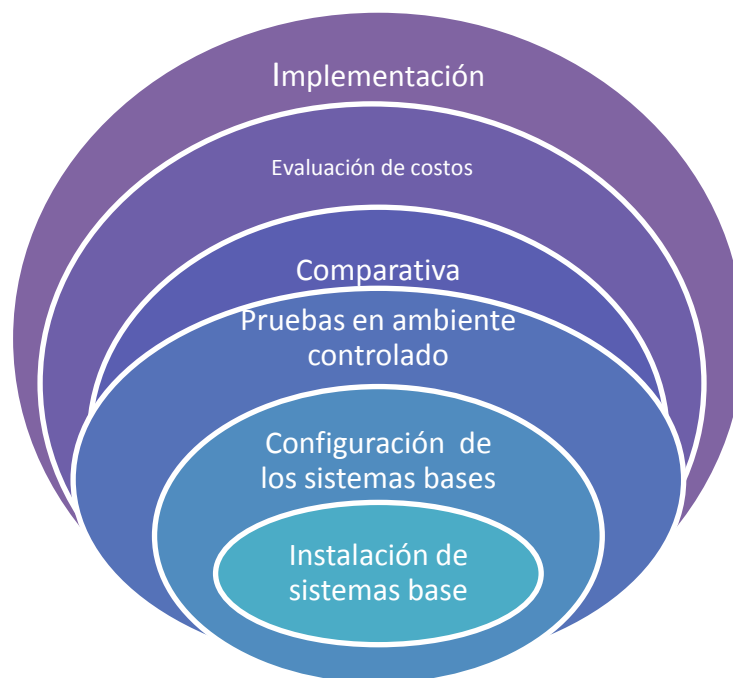 Implementación
Evaluación de costos
Comparativa
Pruebas en ambiente
controlado
Configuración de
los sistemas bases
Instalación de
sistemas base